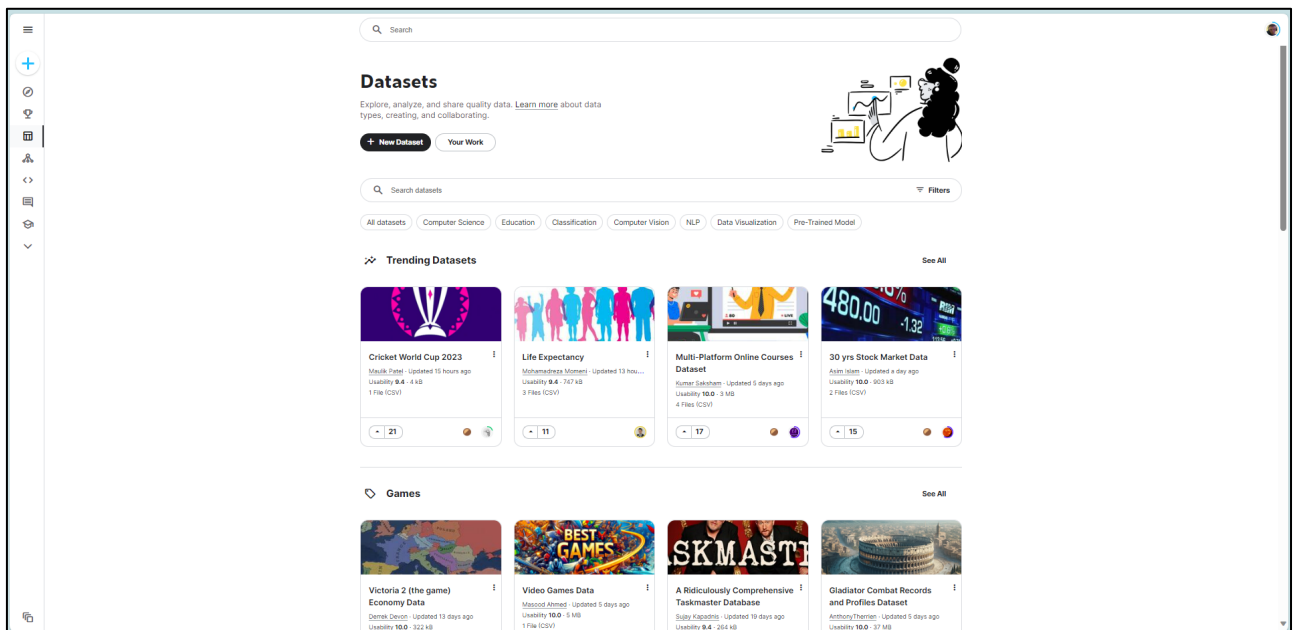 Search
Datasets
Explore, analyze, and share quality data. Learn more about data
types, creating, and collaborating.
+ New Dataset
Your Work
Search datasets
Filters
All datasets
Computer Science
Education
Classification
Computer Vision
NLP
Data Visualization
Pre-Trained Model
Trending Datasets
See All
Cricket World Cup 2023
Maulik Patel · Updated 15 hours ago
Usability 9.4 · 4 kB
1 File (CSV)
21
Life Expectancy
Mohamadreza Momeni · Updated 13 hou...
Usability 9.4 · 747 kB
3 Files (CSV)
11
LIVE
Multi-Platform Online Courses
Dataset
Kumar Saksham · Updated 5 days ago
Usability 10.0 · 3 MB
4 Files (CSV)
17
480.00
-1.32
30 yrs Stock Market Data
Asim Islam · Updated a day ago
Usability 10.0 · 903 kB
2 Files (CSV)
15
Games
See All
Victoria 2 (the game)
Economy Data
Derrek Devon · Updated 13 days ago
Usability 10.0 · 322 kB
BEST
GAMES
Video Games Data
Masood Ahmed · Updated 5 days ago
Usability 10.0 · 5 MB
1 File (CSV)
SKMAST
A Ridiculously Comprehensive
Taskmaster Database
Sujay Kapadnis · Updated 19 days ago
Usability 9.4 · 264 kB
Gladiator Combat Records
and Profiles Dataset
AnthonyTherrien · Updated 5 days ago
Usability 10.0 · 37 MB